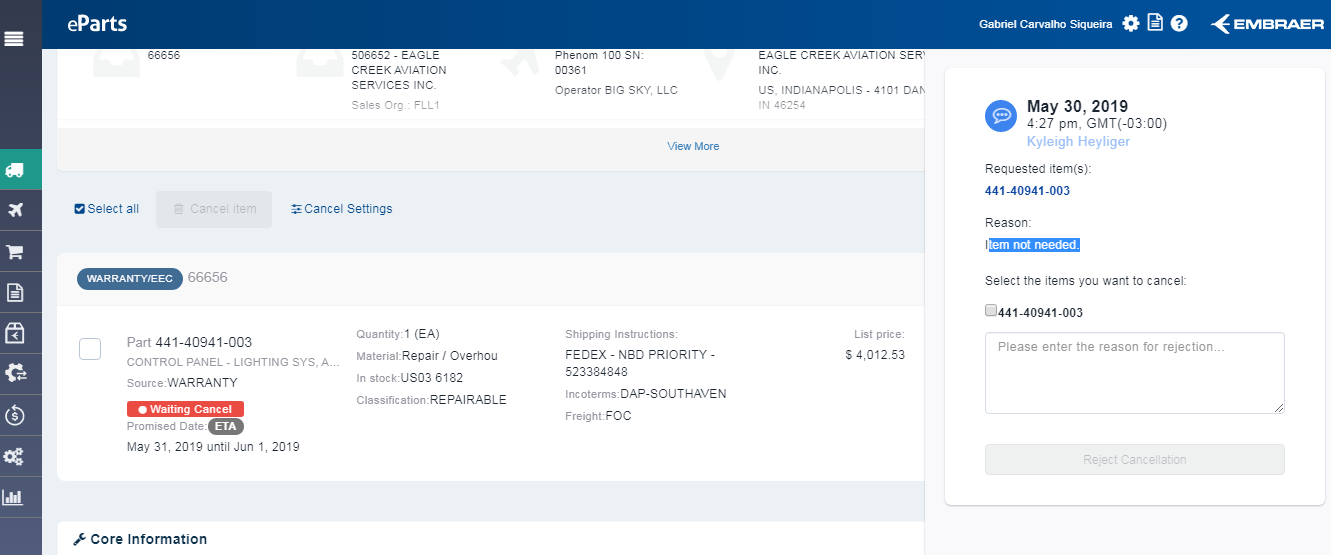 eParts
Gabriel Carvalho Siqueira
EMBRAER
66656
506652 - EAGLE
CREEK AVIATION
SERVICES INC.
Sales Org.: FLL1
Phenom 100 SN:
00361
Operator BIG SKY, LLC
EAGLE CREEK AVIATION SER
INC.
US, INDIANAPOLIS - 4101 DAN
IN 46254
View More
Select all
Cancel item
Cancel Settings
WARRANTY/EEC 66656
Part 441-40941-003
CONTROL PANEL - LIGHTING SYS, A...
Source:WARRANTY
Waiting Cancel
Promised Date: ETA
May 31, 2019 until Jun 1, 2019
Quantity:1 (EA)
Material:Repair / Overhou
In stock:US03 6182
Classification:REPAIRABLE
Shipping Instructions:
FEDEX - NBD PRIORITY -
523384848
Incoterms:DAP-SOUTHAVEN
Freight:FOC
List price:
$ 4,012.53
Core Information
May 30, 2019
4:27 pm, GMT(-03:00)
Kyleigh Heyliger
Requested item(s):
441-40941-003
Reason:
Item not needed.
Select the items you want to cancel:
441-40941-003
Please enter the reason for rejection...
Reject Cancellation